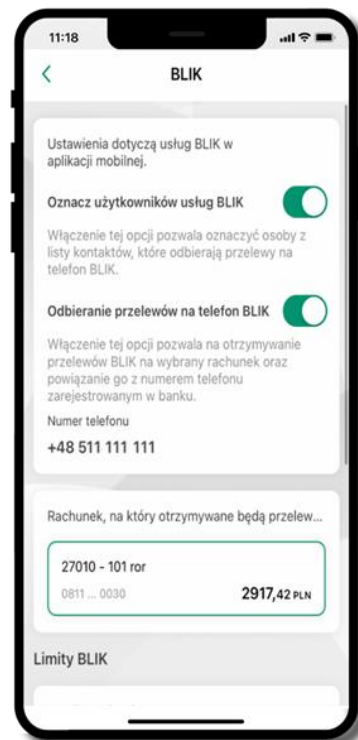 11:18
BLIK
Ustawienia dotyczą usług BLIK w
aplikacji mobilnej.
Oznacz użytkowników usług BLIK
Włączenie tej opcji pozwala oznaczyć osoby z
listy kontaktów, które odbierają przelewy na
telefon BLIK.
Odbieranie przelewów na telefon BLIK
Włączenie tej opcji pozwala na otrzymywanie
przelewów BLIK na wybrany rachunek oraz
powiązanie go z numerem telefonu
zarejestrowanym w banku.
Numer telefonu
+48 511 111 111
Rachunek, na który otrzymywane będą przelew...
27010 - 101 ror
0811 ... 0030 2917,42 PLN
Limity BLIK